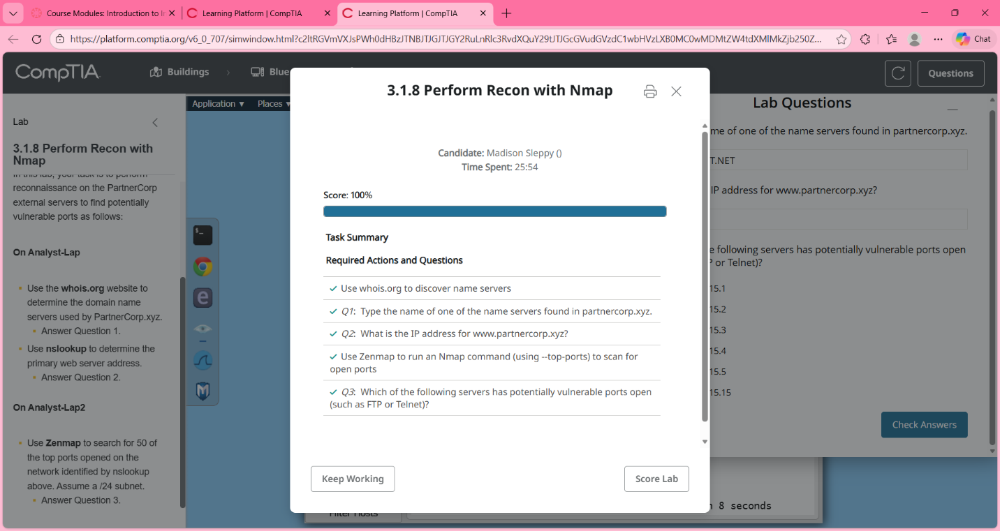 Course Modules: Introduction to I
Learning Platform | CompTIA
Learning Platform | CompTIA
https://platform.comptia.org/v6_0_707/simwindow.html?
Chat
CompTIA.
Buildings
Blue
Questions
Lab
3.1.8 Perform Recon with
Nmap
In this lab, your task is to perform
reconnaissance on the PartnerCorp
external servers to find potentially
vulnerable ports as follows:
On Analyst-Lap
Use the whois.org website to
determine the domain name
servers used by PartnerCorp.xyz.
Answer Question 1.
Use nslookup to determine the
primary web server address.
Answer Question 2.
On Analyst-Lap2
Use Zenmap to search for 50 of
the top ports opened on the
network identified by nslookup
above. Assume a /24 subnet.
Answer Question 3.
Application ▼ Places ▼
3.1.8 Perform Recon with Nmap
Candidate: Madison Sleppy ()
Time Spent: 25:54
Score: 100%
Task Summary
Required Actions and Questions
✓ Use whois.org to discover name servers
✓ Q1: Type the name of one of the name servers found in partnercorp.xyz.
✓ Q2: What is the IP address for www.partnercorp.xyz?
✓ Use Zenmap to run an Nmap command (using --top-ports) to scan for
open ports
✓ Q3: Which of the following servers has potentially vulnerable ports open
(such as FTP or Telnet)?
Keep Working
Score Lab
Lab Questions
me of one of the name servers found in partnercorp.xyz.
T.NET
IP address for www.partnercorp.xyz?
e following servers has potentially vulnerable ports open
P or Telnet)?
15.1
15.2
15.3
15.4
15.5
15.15
Check Answers
8 seconds
Filter Hosts